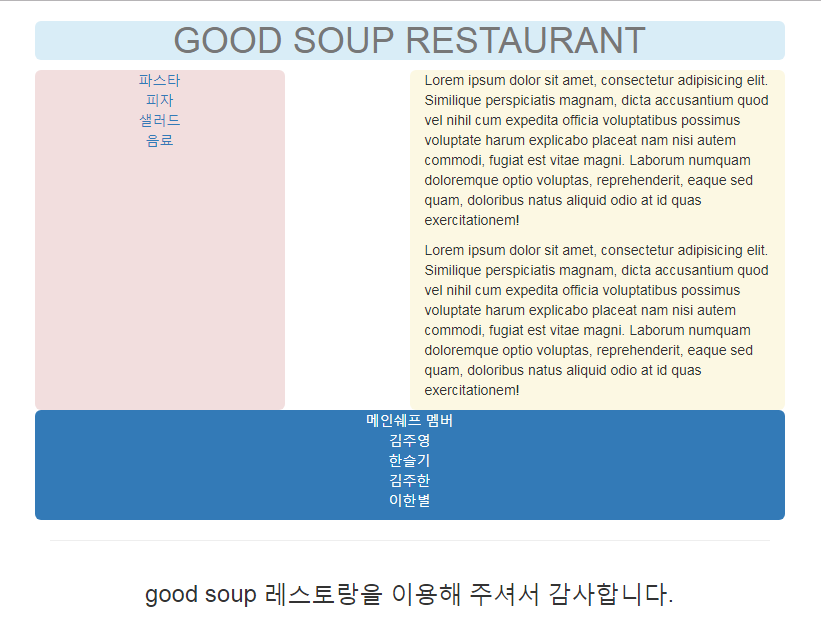 GOOD SOUP RESTAURANT
파스타
피자
샐러드
음료
Lorem ipsum dolor sit amet, consectetur adipisicing elit.
Similique perspiciatis magnam, dicta accusantium quod
vel nihil cum expedita officia voluptatibus possimus
voluptate harum explicabo placeat nam nisi autem
commodi, fugiat est vitae magni. Laborum numquam
doloremque optio voluptas, reprehenderit, eaque sed
quam, doloribus natus aliquid odio at id quas
exercitationem!
Lorem ipsum dolor sit amet, consectetur adipisicing elit.
Similique perspiciatis magnam, dicta accusantium quod
vel nihil cum expedita officia voluptatibus possimus
voluptate harum explicabo placeat nam nisi autem
commodi, fugiat est vitae magni. Laborum numquam
doloremque optio voluptas, reprehenderit, eaque sed
quam, doloribus natus aliquid odio at id quas
exercitationem!
메인쉐프 멤버
김주영
한슬기
김주한
이한별
good soup 레스토랑을 이용해 주셔서 감사합니다.